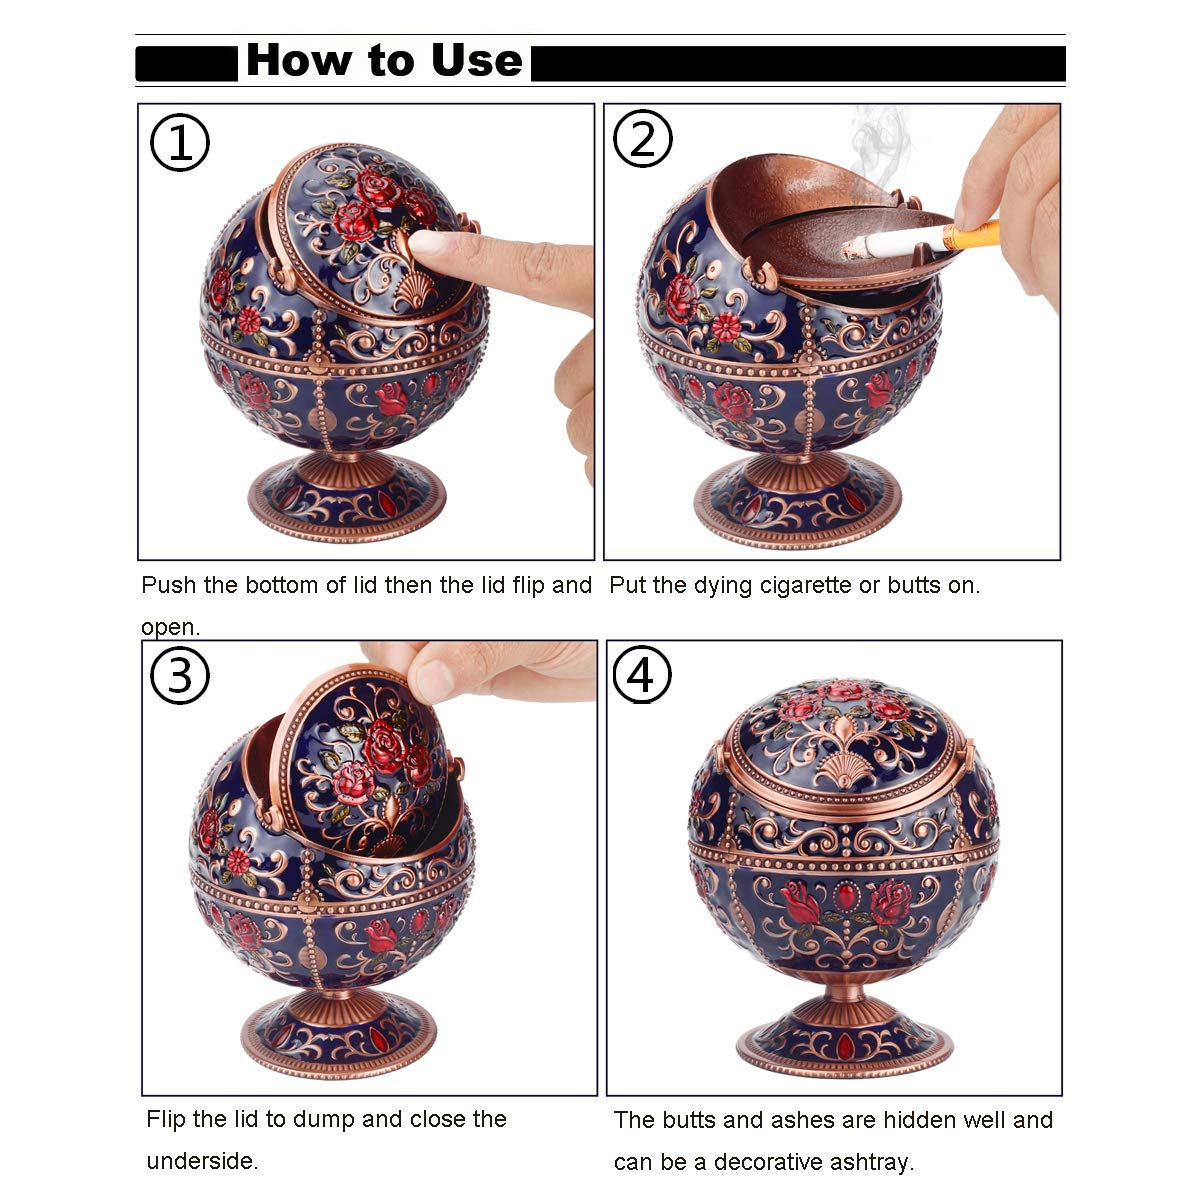 How to Use
1
2
Push the bottom of lid then the lid flip and
open.
Put the dying cigarette or butts on.
3
4
Flip the lid to dump and close the
underside.
The butts and ashes are hidden well and
can be a decorative ashtray.